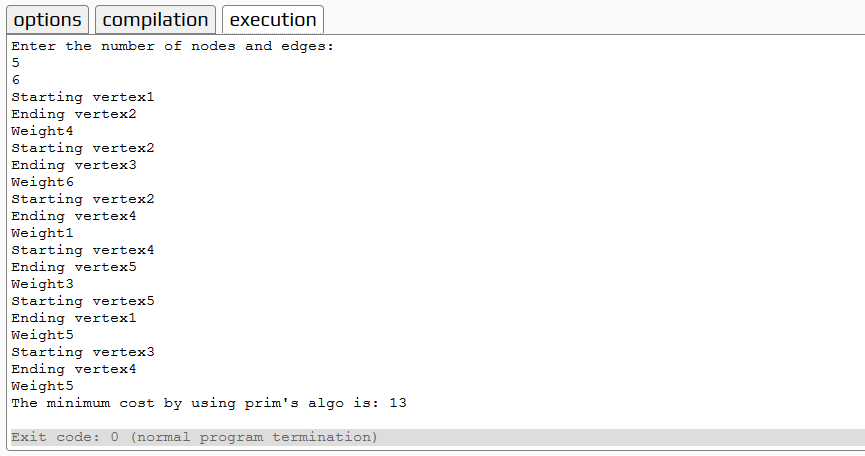 options compilation execution
Enter the number of nodes and edges:
5
6
Starting vertex1
Ending vertex2
Weight4
Starting vertex2
Ending vertex3
Weight6
Starting vertex2
Ending vertex4
Weight1
Starting vertex4
Ending vertex5
Weight3
Starting vertex5
Ending vertex1
Weight5
Starting vertex3
Ending vertex4
Weight5
The minimum cost by using prim's algo is: 13
Exit code: 0 (normal program termination)